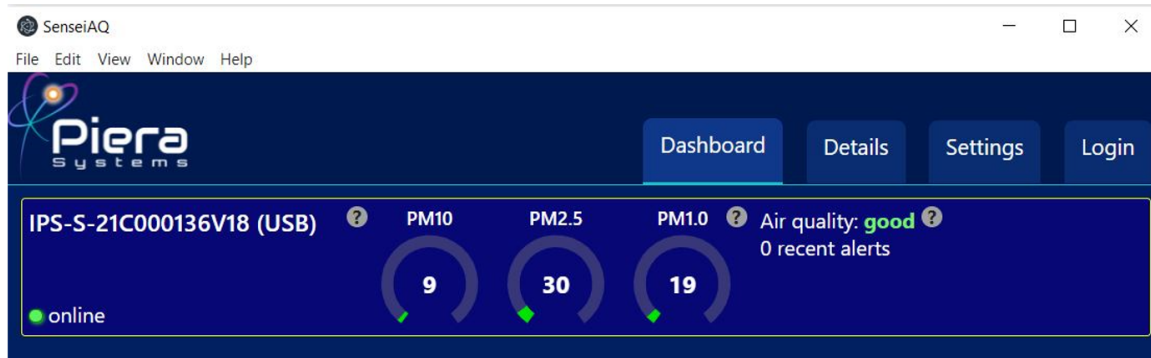 SenseiAQ
File Edit View Window Help
Piera
Systems
Dashboard Details Settings Login
IPS-S-21C000136V18 (USB) ? PM10 PM2.5 PM1.0 ? Air quality: good ?
0 recent alerts
9 30 19
online